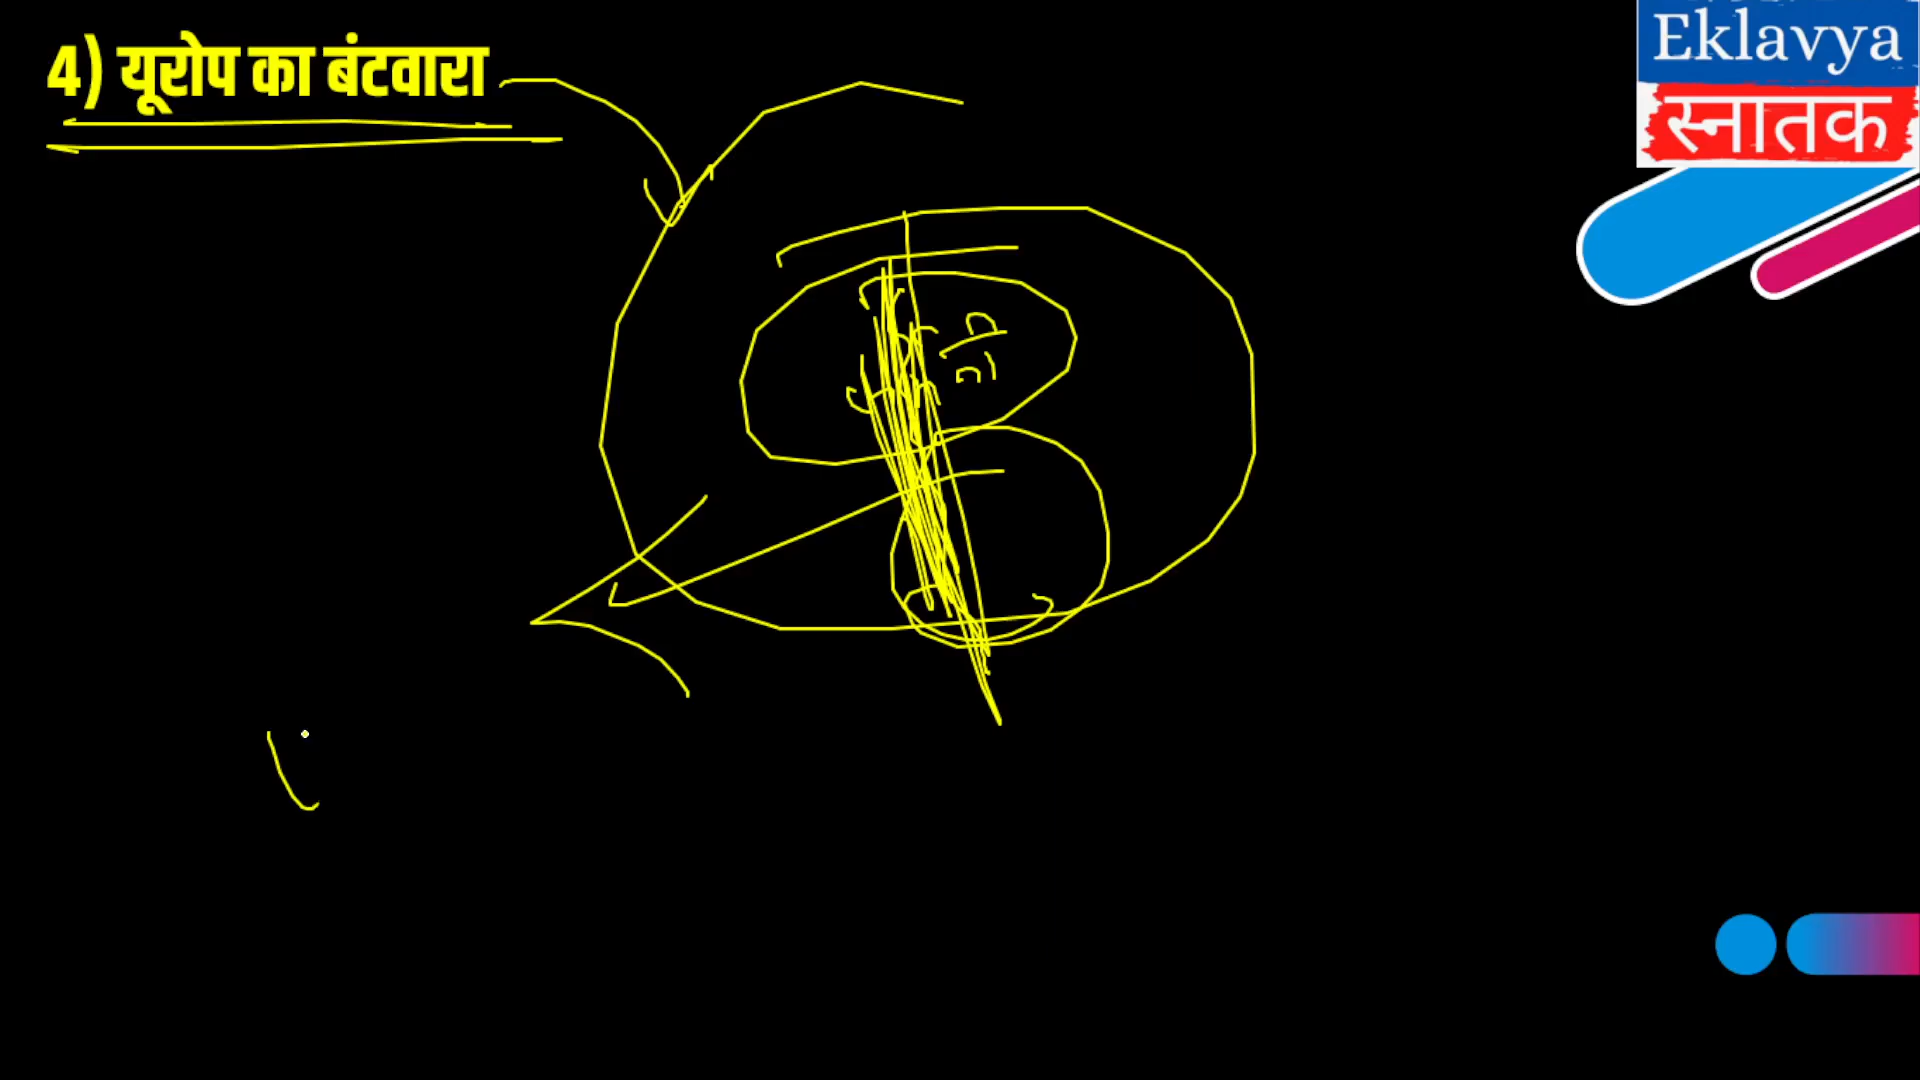 4) यूरोप का बंटवारा
Eklavya
स्नातक